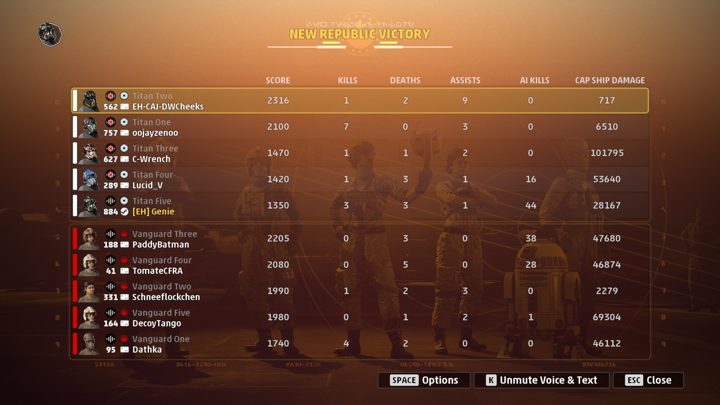 NEW REPUBLIC VICTORY
SCORE KILLS DEATHS ASSISTS AI KILLS CAP SHIP DAMAGE
Titan Two
562 EH-CAJ-DWCheeks 2316 1 2 9 0 717
Titan One
757 oojayzenoo 2100 7 0 3 0 6510
Titan Three
627 C-Wrench 1470 1 1 2 0 101795
Titan Four
289 Lucid_V 1420 1 3 1 16 53640
Titan Five
884 [EH] Genie 1350 3 3 1 44 28167
Vanguard Three
188 PaddyBatman 2205 0 3 0 38 47680
Vanguard Four
41 TomateCFRA 2080 0 5 0 28 46874
Vanguard Two
331 Schneeflockchen 1990 1 2 3 0 2279
Vanguard Five
164 DecoyTango 1980 0 1 2 1 69304
Vanguard One
95 Dathka 1740 4 2 0 0 46112
SPACE Options K Unmute Voice & Text ESC Close